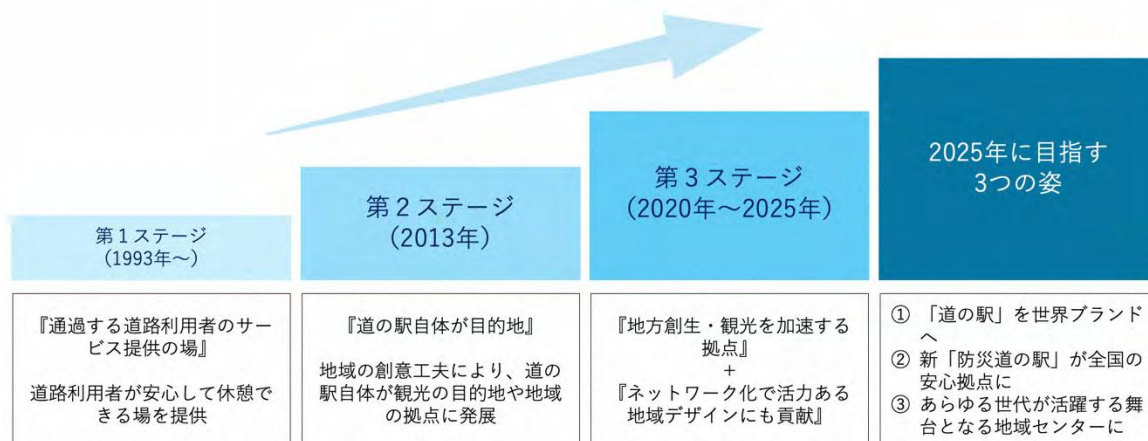 第1ステージ
(1993年～)
『通過する道路利用者のサー
ビス提供の場』
道路利用者が安心して休憩で
きる場を提供
第2ステージ
(2013年)
『道の駅自体が目的地』
地域の創意工夫により、道の
駅自体が観光の目的地や地域
の拠点に発展
第3ステージ
(2020年～2025年)
『地方創生・観光を加速する
拠点』
+
『ネットワーク化で活力ある
地域デザインにも貢献』
2025年に目指す
3つの姿
① 「道の駅」を世界ブランド
へ
② 新「防災道の駅」が全国の
安心拠点に
③ あらゆる世代が活躍する舞
台となる地域センターに